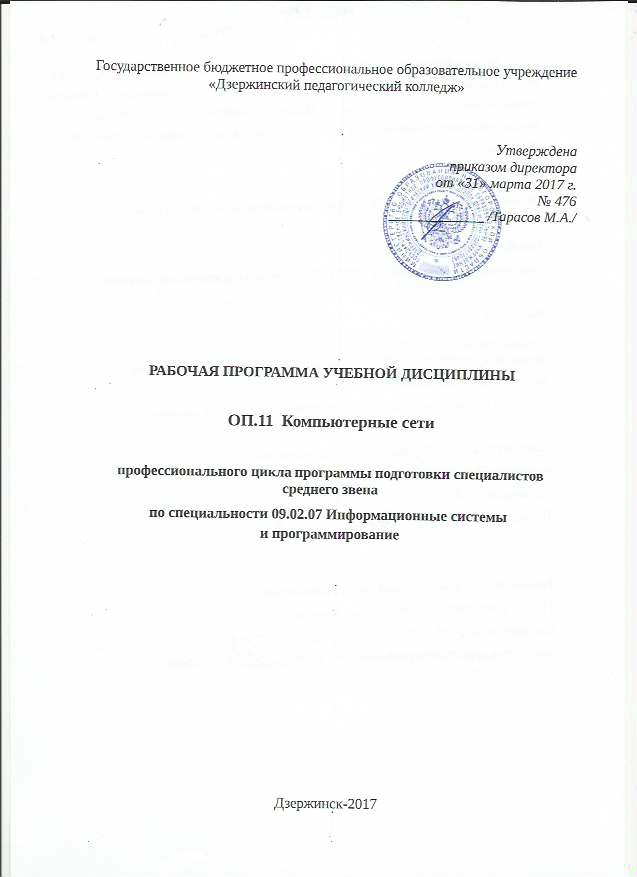 Государственное бюджетное профессиональное образовательное учреждение
«Дзержинский педагогический колледж»
Утверждена
приказом директора
от «31» марта 2017 г.
№ 476
/Тарасов М.А./
РАБОЧАЯ ПРОГРАММА УЧЕБНОЙ ДИСЦИПЛИНЫ
ОП.11 Компьютерные сети
профессионального цикла программы подготовки специалистов
среднего звена
по специальности 09.02.07 Информационные системы
и программирование
Дзержинск-2017